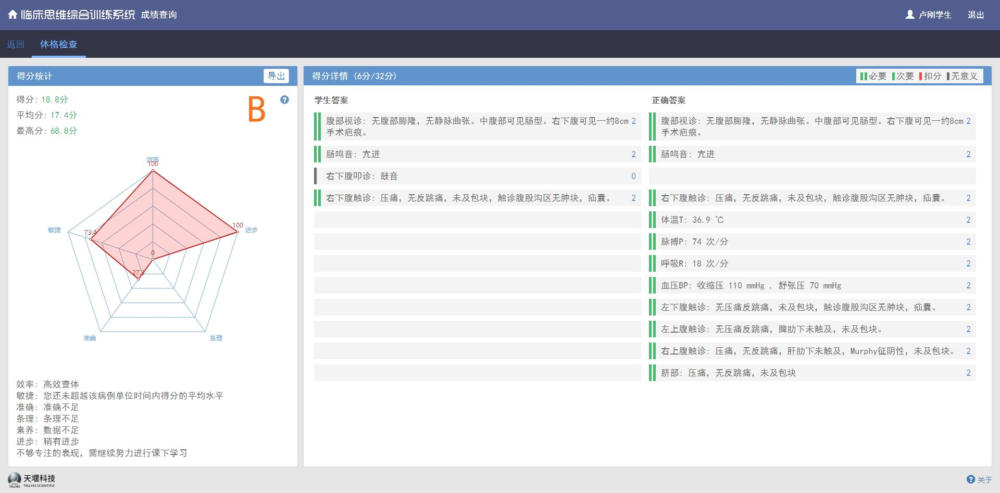 临床思维综合训练系统 成绩查询
卢刚学生 退出
返回 体格检查
得分统计 导出
得分: 18.8分
平均分: 17.4分
最高分: 68.8分
B
效率
100
进步
100
敏捷
73.4
0
27.3
准确
条理
效率: 高效查体
敏捷: 您还未超越该病例单位时间内得分的平均水平
准确: 准确不足
条理: 条理不足
素养: 数据不足
进步: 稍有进步
不够专注的表现，需继续努力进行课下学习
得分详情 (6分/32分)
必要 次要 扣分 无意义
学生答案
腹部视诊: 无腹部膨隆，无静脉曲张。中腹部可见肠型。右下腹可见一约8cm 2
手术疤痕。
肠鸣音: 亢进 2
右下腹叩诊: 鼓音 0
右下腹触诊: 压痛，无反跳痛，未及包块，触诊腹股沟区无肿块，疝囊。 2
正确答案
腹部视诊: 无腹部膨隆，无静脉曲张。中腹部可见肠型。右下腹可见一约8cm 2
手术疤痕。
肠鸣音: 亢进 2
右下腹触诊: 压痛，无反跳痛，未及包块，触诊腹股沟区无肿块，疝囊。 2
体温T: 36.9 ℃ 2
脉搏P: 74 次/分 2
呼吸R: 18 次/分 2
血压BP: 收缩压 110 mmHg . 舒张压 70 mmHg 2
左下腹触诊: 无压痛反跳痛，未及包块，触诊腹股沟区无肿块，疝囊。 2
左上腹触诊: 无压痛反跳痛，脾肋下未触及，未及包块。 2
右上腹触诊: 压痛，无反跳痛，肝肋下未触及，Murphy征阴性，未及包块。 2
脐部: 压痛，无反跳痛，未及包块 2
天堰科技
TELLYES TELLYES SCIENTIFIC
关于